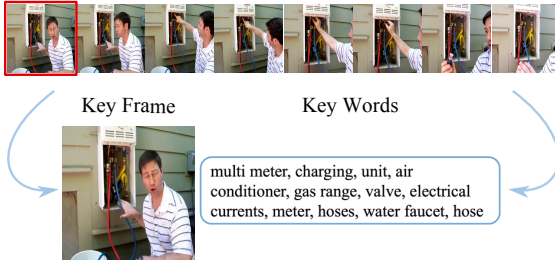 Key Frame
Key Words
multi meter, charging, unit, air
conditioner, gas range, valve, electrical
currents, meter, hoses, water faucet, hose